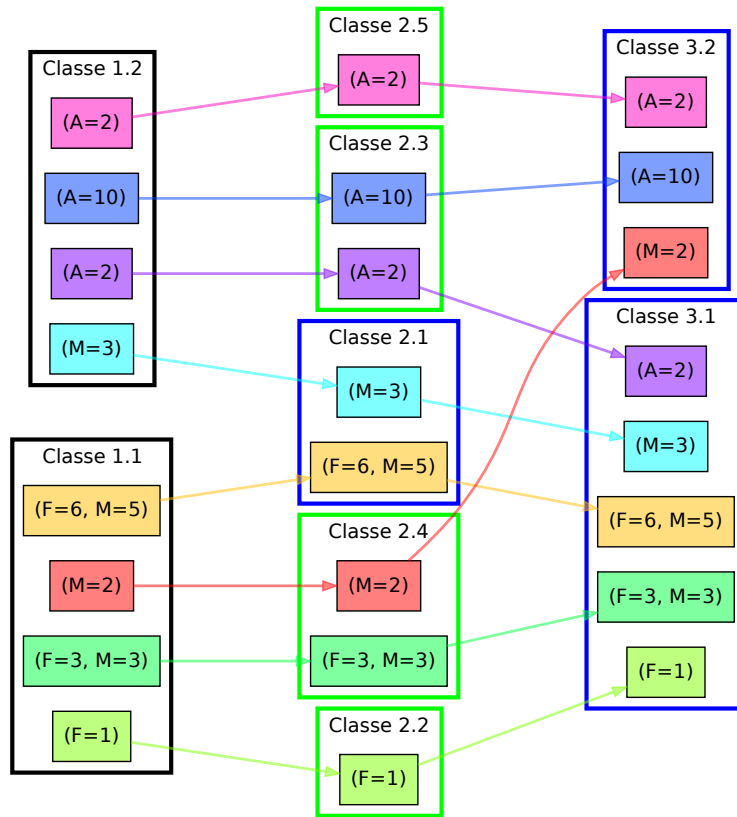 Classe 1.2
(A=2)
(A=10)
(A=2)
(M=3)
Classe 1.1
(F=6, M=5)
(M=2)
(F=3, M=3)
(F=1)
Classe 2.5
(A=2)
Classe 2.3
(A=10)
(A=2)
Classe 2.1
(M=3)
(F=6, M=5)
Classe 2.4
(M=2)
(F=3, M=3)
Classe 2.2
(F=1)
Classe 3.2
(A=2)
(A=10)
(M=2)
Classe 3.1
(A=2)
(M=3)
(F=6, M=5)
(F=3, M=3)
(F=1)